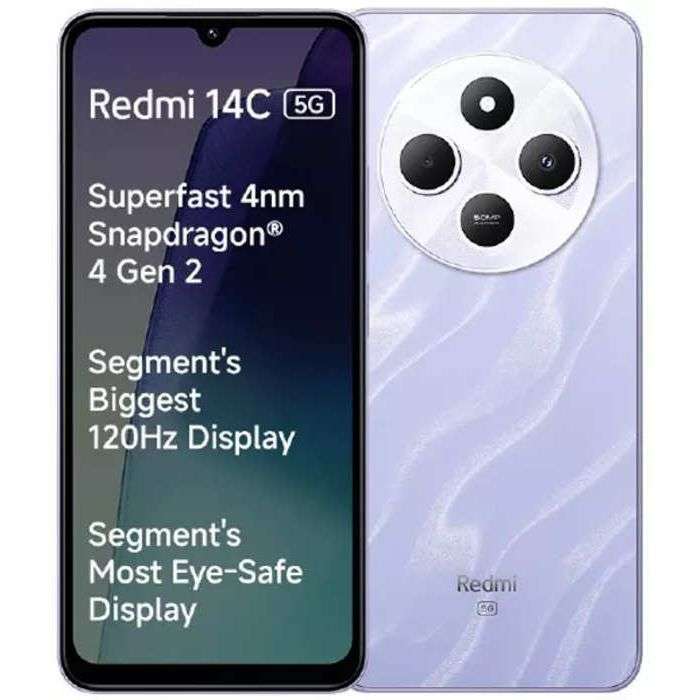 Redmi 14C 5G
Superfast 4nm
Snapdragon®
4 Gen 2
Segment's
Biggest
120Hz Display
Segment's
Most Eye-Safe
Display
50MP
Redmi
5G